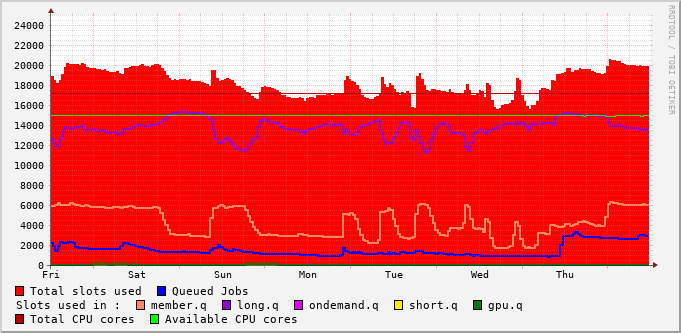 RRDTOOL / TOBI OETIKER
24000
22000
20000
18000
16000
14000
12000
10000
8000
6000
4000
2000
0
Fri Sat Sun Mon Tue Wed Thu
Total slots used Queued Jobs
Slots used in : member.q long.q ondemand.q short.q gpu.q
Total CPU cores Available CPU cores